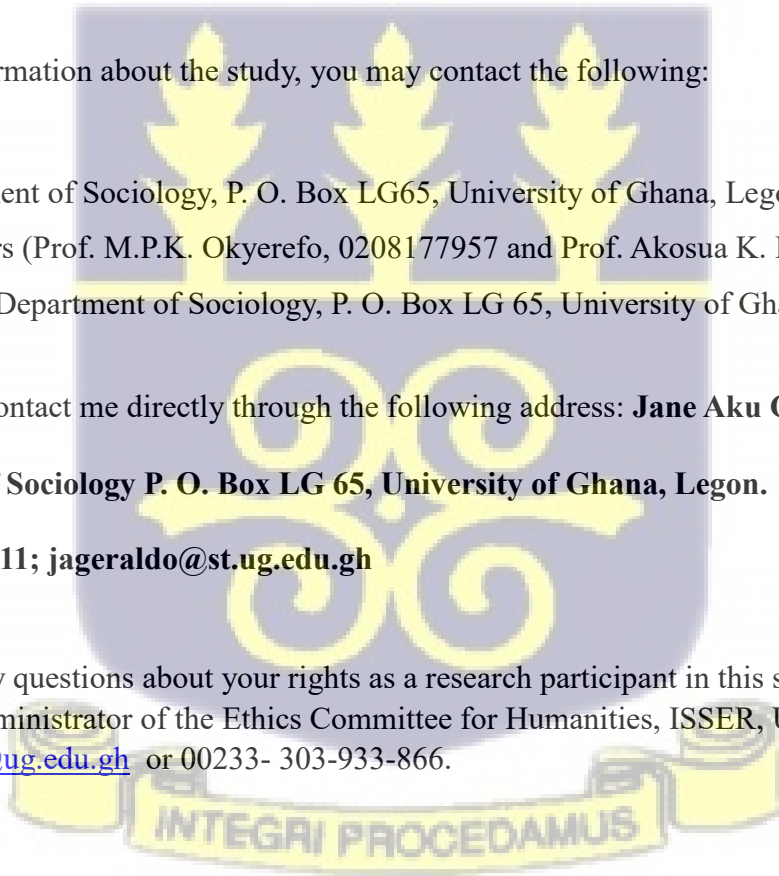 rmation about the study, you may contact the following:
ment of Sociology, P. O. Box LG65, University of Ghana, Lego
rs (Prof. M.P.K. Okyerefo, 0208177957 and Prof. Akosua K.
Department of Sociology, P. O. Box LG 65, University of Gh
ontact me directly through the following address: Jane Aku
Sociology P. O. Box LG 65, University of Ghana, Legon.
11; jageraldo@st.ug.edu.gh
y questions about your rights as a research participant in this s
ministrator of the Ethics Committee for Humanities, ISSER,
ug.edu.gh or 00233- 303-933-866.
INTEGRI PROCEDAMUS